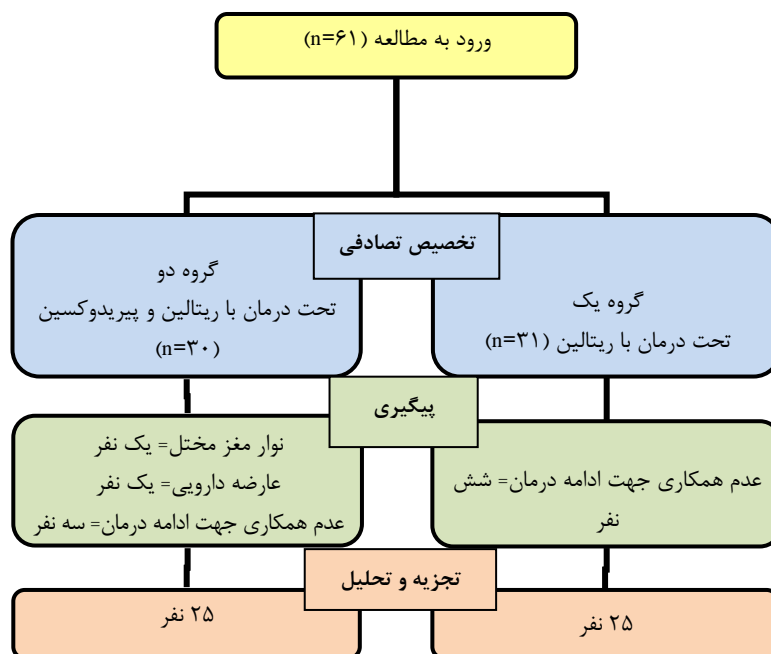 ورود به مطالعه (n=۶۱)
تخصیص تصادفی
گروه یک
تحت درمان با ریتالین (n=۳۱)
گروه دو
تحت درمان با ریتالین و پیریدوکسین
(n=۳۰)
پیگیری
عدم همکاری جهت ادامه درمان= شش
نفر
نوار مغز مختل= یک نفر
عارضه دارویی= یک نفر
عدم همکاری جهت ادامه درمان= سه نفر
تجزیه و تحلیل
۲۵ نفر
۲۵ نفر